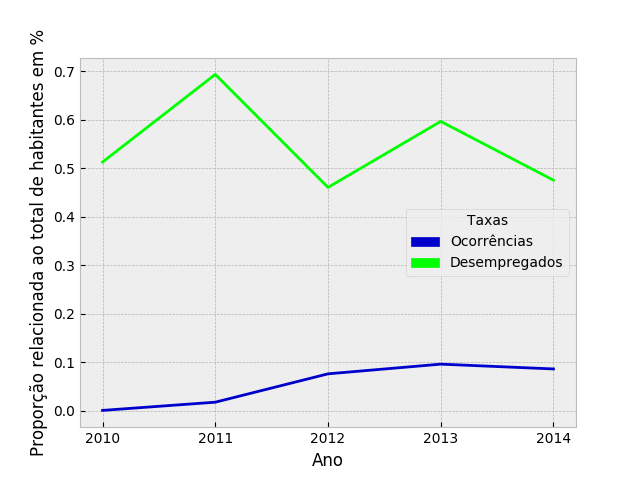 Proporção relacionada ao total de habitantes em %
0.7
0.6
0.5
0.4
0.3
0.2
0.1
0.0
Taxas
Ocorrências
Desempregados
2010 2011 2012 2013 2014
Ano